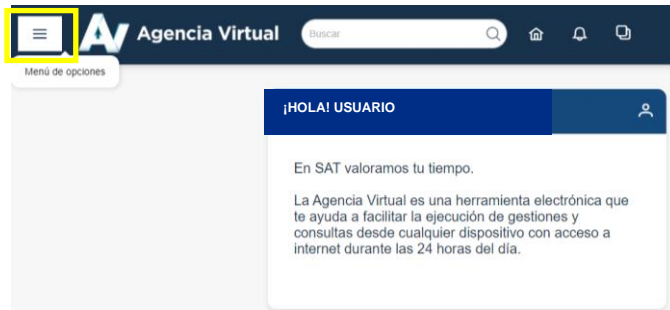 Agencia Virtual
Buscar
Menú de opciones
¡HOLA! USUARIO
En SAT valoramos tu tiempo.
La Agencia Virtual es una herramienta electrónica que
te ayuda a facilitar la ejecución de gestiones y
consultas desde cualquier dispositivo con acceso a
internet durante las 24 horas del día.